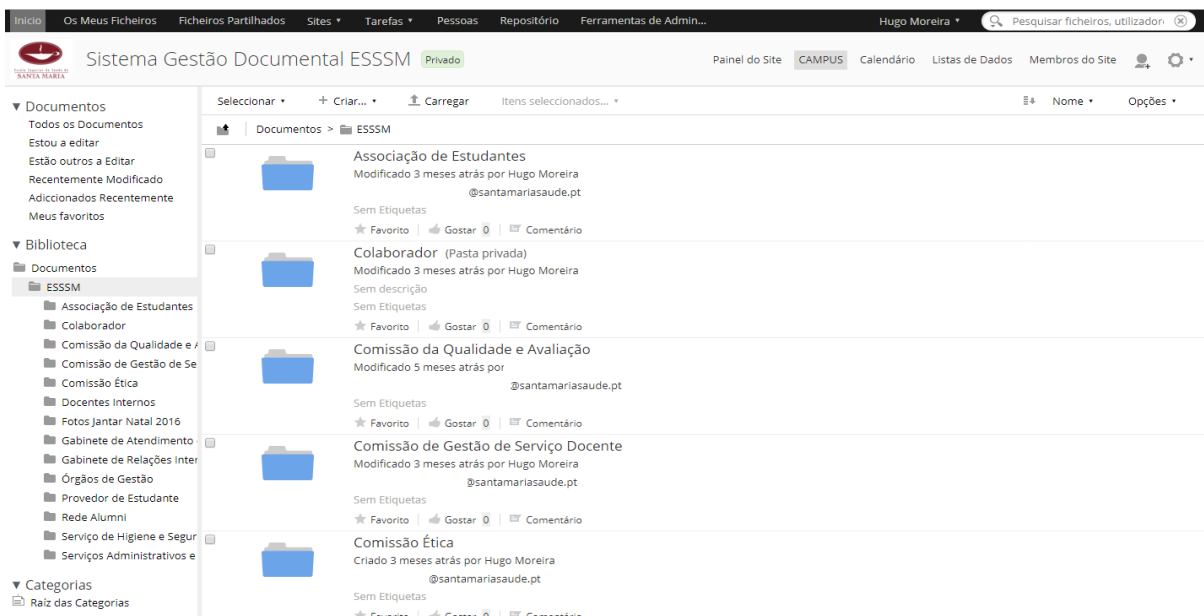 Inicio Os Meus Ficheiros Ficheiros Partilhados Sites Tarefas Pessoas Repositório Ferramentas de Admin... Hugo Moreira Pesquisar ficheiros, utilizador
SANTA MARIA
Sistema Gestão Documental ESSSM Privado
Painel do Site CAMPUS Calendário Listas de Dados Membros do Site
Documentos
Todos os Documentos
Estou a editar
Estão outros a Editar
Recentemente Modificado
Adiccionados Recentemente
Meus favoritos
Biblioteca
Documentos
ESSSM
Associação de Estudantes
Colaborador
Comissão da Qualidade e A
Comissão de Gestão de Se
Comissão Ética
Docentes Internos
Fotos Jantar Natal 2016
Gabinete de Atendimento
Gabinete de Relações Inter
Órgãos de Gestão
Provedor de Estudante
Rede Alumni
Serviço de Higiene e Segur
Serviços Administrativos e
Categorias
Raíz das Categorias
Seleccionar + Criar... Carregar Itens seleccionados... Nome Opções
Documentos > ESSSM
Associação de Estudantes
Modificado 3 meses atrás por Hugo Moreira
@santamariasaude.pt
Sem Etiquetas
Favorito Gostar 0 Comentário
Colaborador (Pasta privada)
Modificado 3 meses atrás por Hugo Moreira
Sem descrição
Sem Etiquetas
Favorito Gostar 0 Comentário
Comissão da Qualidade e Avaliação
Modificado 5 meses atrás por
@santamariasaude.pt
Sem Etiquetas
Favorito Gostar 0 Comentário
Comissão de Gestão de Serviço Docente
Modificado 3 meses atrás por Hugo Moreira
@santamariasaude.pt
Sem Etiquetas
Favorito Gostar 0 Comentário
Comissão Ética
Criado 3 meses atrás por Hugo Moreira
@santamariasaude.pt
Sem Etiquetas
Favorito Gostar 0 Comentário